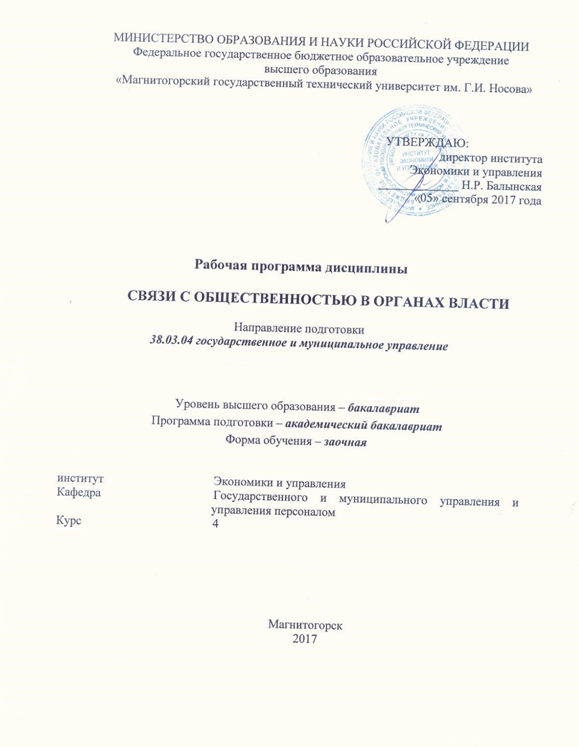 МИНИСТЕРСТВО ОБРАЗОВАНИЯ И НАУКИ РОССИЙСКОЙ ФЕДЕРАЦИИ
Федеральное государственное бюджетное образовательное учреждение
высшего образования
«Магнитогорский государственный технический университет им. Г.И. Носова»
УТВЕРЖДАЮ:
директор института
Экономики и управления
Н.Р. Балынская
«05» сентября 2017 года
ИНСТИТУТ
ЭКОНОМИКИ
И УПРАВЛЕНИЯ
Рабочая программа дисциплины
СВЯЗИ С ОБЩЕСТВЕННОСТЬЮ В ОРГАНАХ ВЛАСТИ
Направление подготовки
38.03.04 государственное и муниципальное управление
Уровень высшего образования – бакалавриат
Программа подготовки – академический бакалавриат
Форма обучения – заочная
институт Экономики и управления
Кафедра Государственного и муниципального управления и
управления персоналом
Курс 4
Магнитогорск
2017